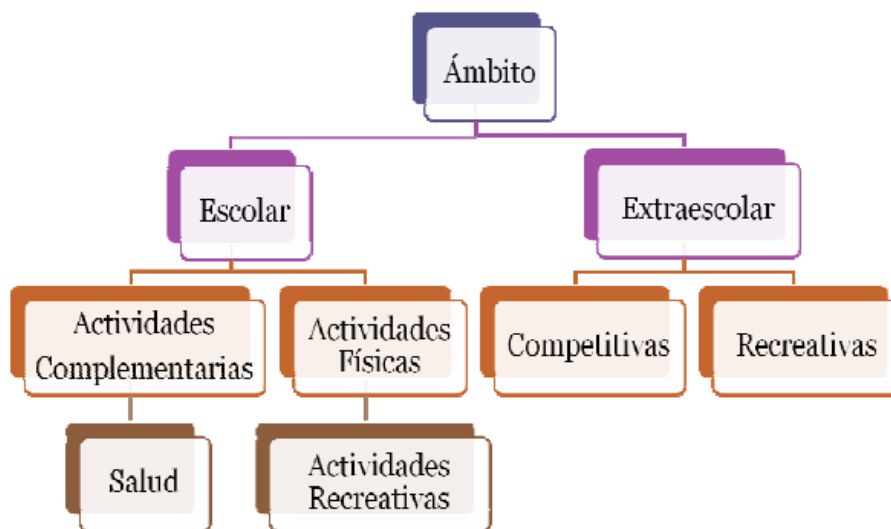 Ámbito
Escolar
Extraescolar
Actividades
Complementarias
Actividades
Físicas
Competitivas
Recreativas
Salud
Actividades
Recreativas